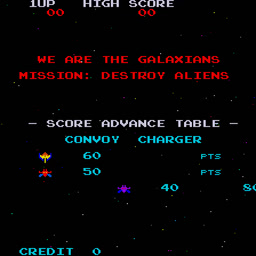 1UP HIGH SCORE
00 00
WE ARE THE GALAXIANS
MISSION: DESTROY ALIENS
— SCORE ADVANCE TABLE —
CONVOY CHARGER
60 PTS
50 PTS
40 80
CREDIT 0